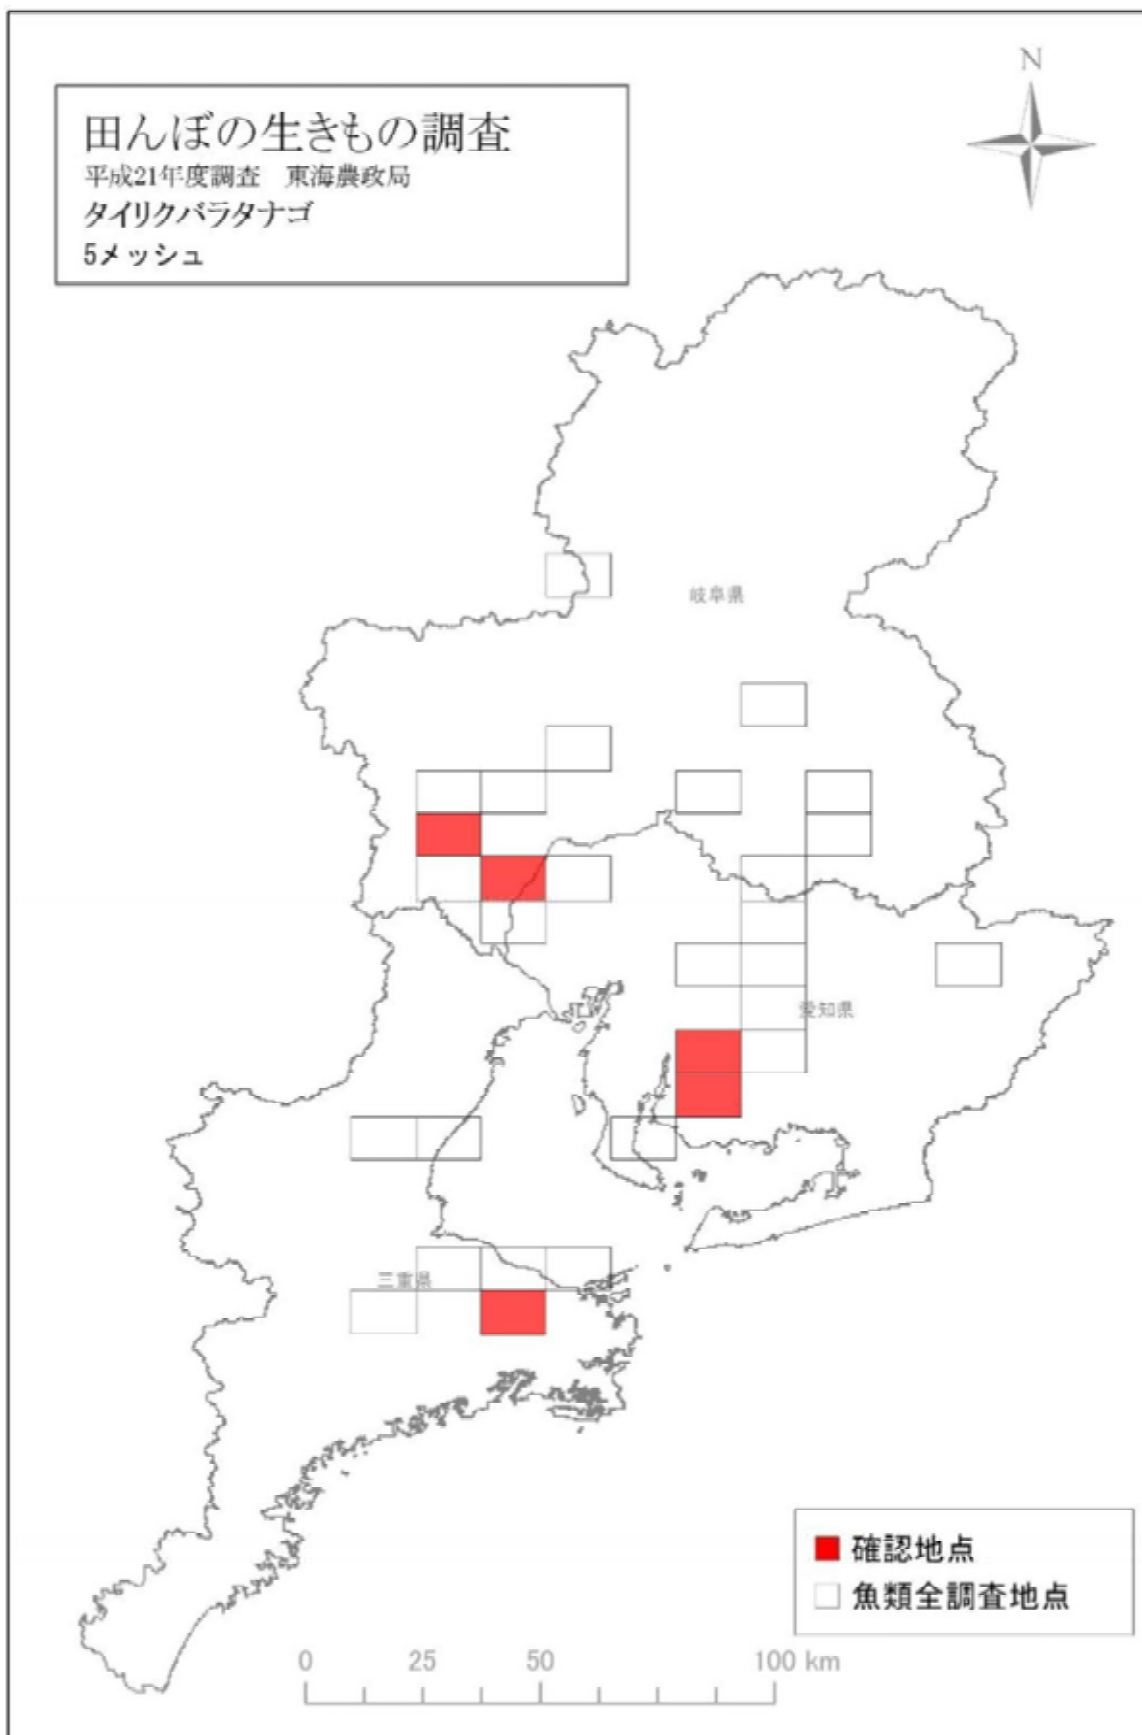 N
田んぼの生きもの調査
平成21年度調査　東海農政局
タイリクバラタナゴ
5メッシュ
岐阜県
愛知県
三重県
確認地点
魚類全調査地点
0 25 50 100 km